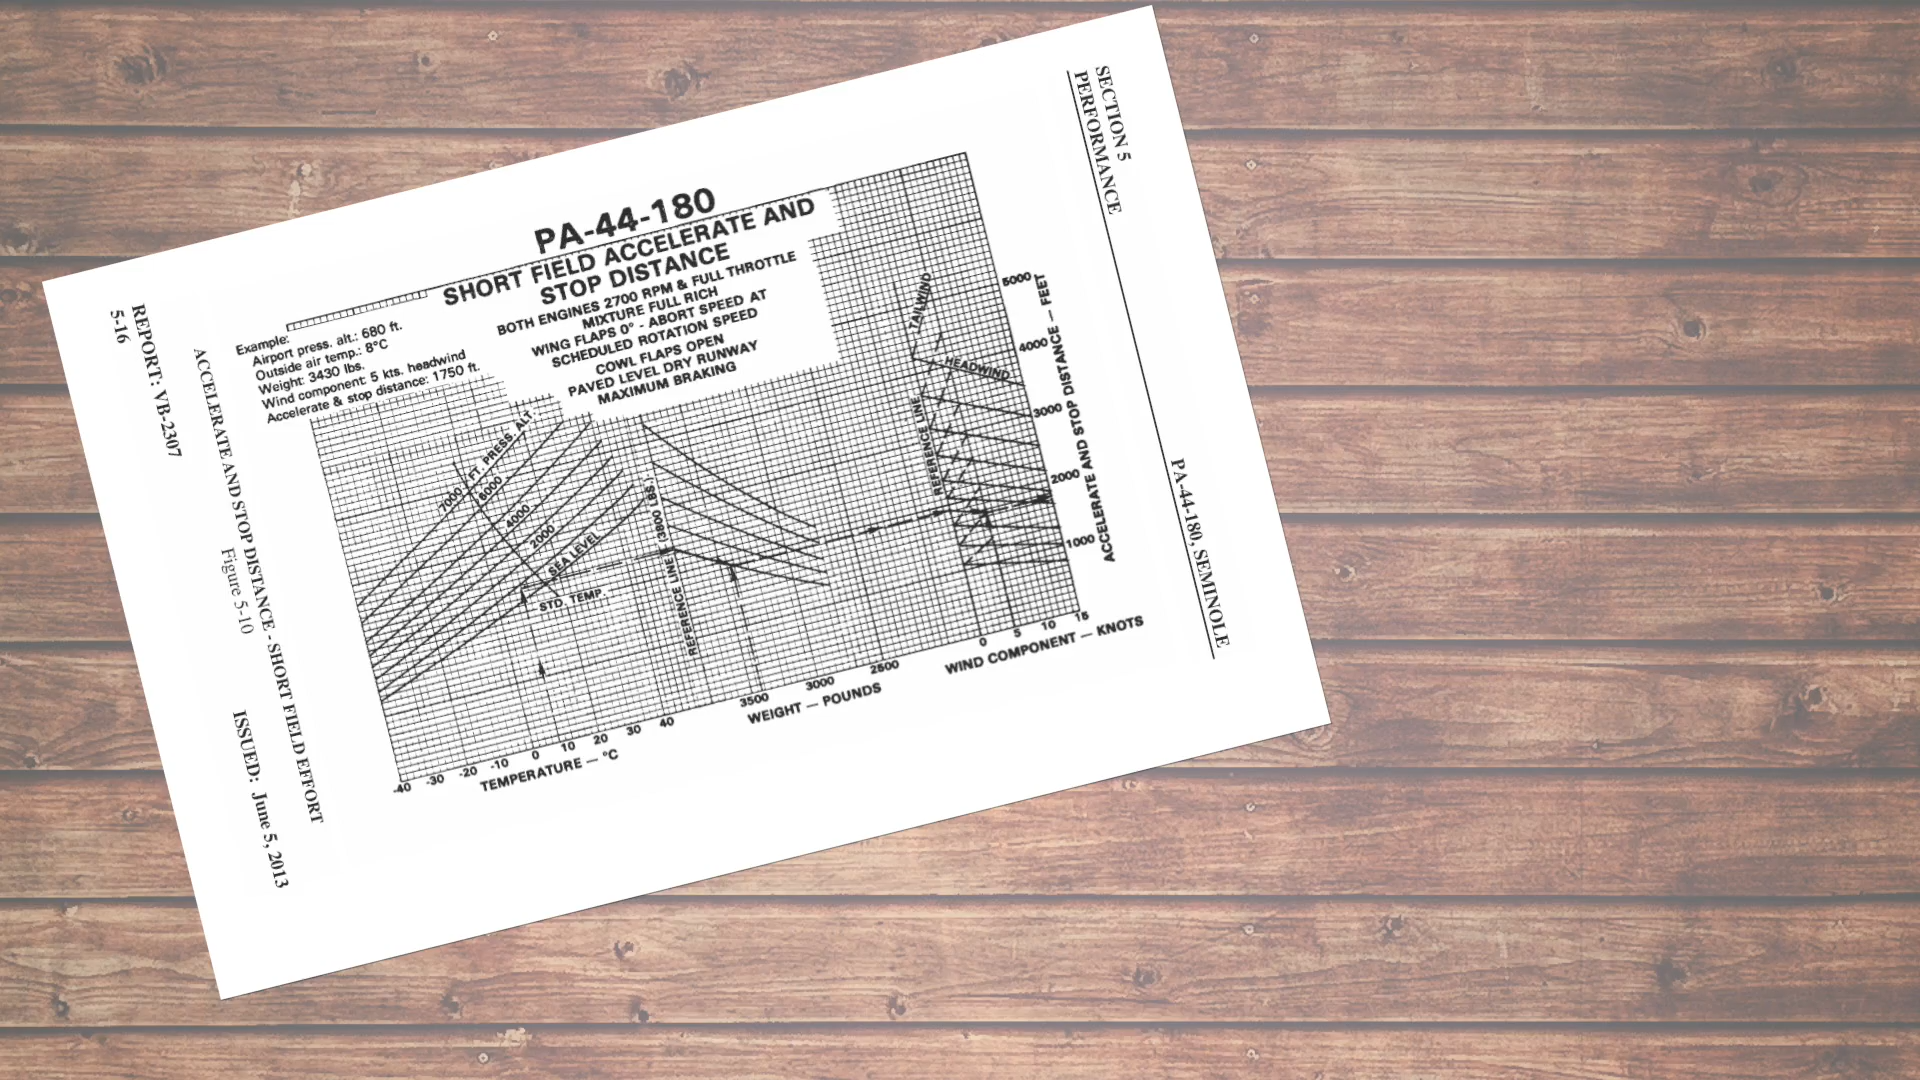 SECTION 5
PERFORMANCE
PA-44-180, SEMINOLE
PA-44-180
SHORT FIELD ACCELERATE AND
STOP DISTANCE
BOTH ENGINES 2700 RPM & FULL THROTTLE
MIXTURE FULL RICH
WING FLAPS 0° - ABORT SPEED AT
SCHEDULED ROTATION SPEED
COWL FLAPS OPEN
PAVED LEVEL DRY RUNWAY
MAXIMUM BRAKING
Example:
Airport press. alt.: 680 ft.
Outside air temp.: 8°C
Weight: 3430 lbs.
Wind component: 5 kts. headwind
Accelerate & stop distance: 1750 ft.
7000 FT. PRESS. ALT.
6000
4000
2000
SEA LEVEL
STD. TEMP.
REFERENCE LINE (3800 LBS.)
REFERENCE LINE
TAILWIND
HEADWIND
5000
4000
3000
2000
1000
ACCELERATE AND STOP DISTANCE — FEET
-40 -30 -20 -10 0 10 20 30 40
TEMPERATURE — °C
3500 3000 2500
WEIGHT — POUNDS
0 5 10 15
WIND COMPONENT — KNOTS
ACCELERATE AND STOP DISTANCE - SHORT FIELD EFFORT
Figure 5-10
REPORT: VB-2307
5-16
ISSUED: June 5, 2013